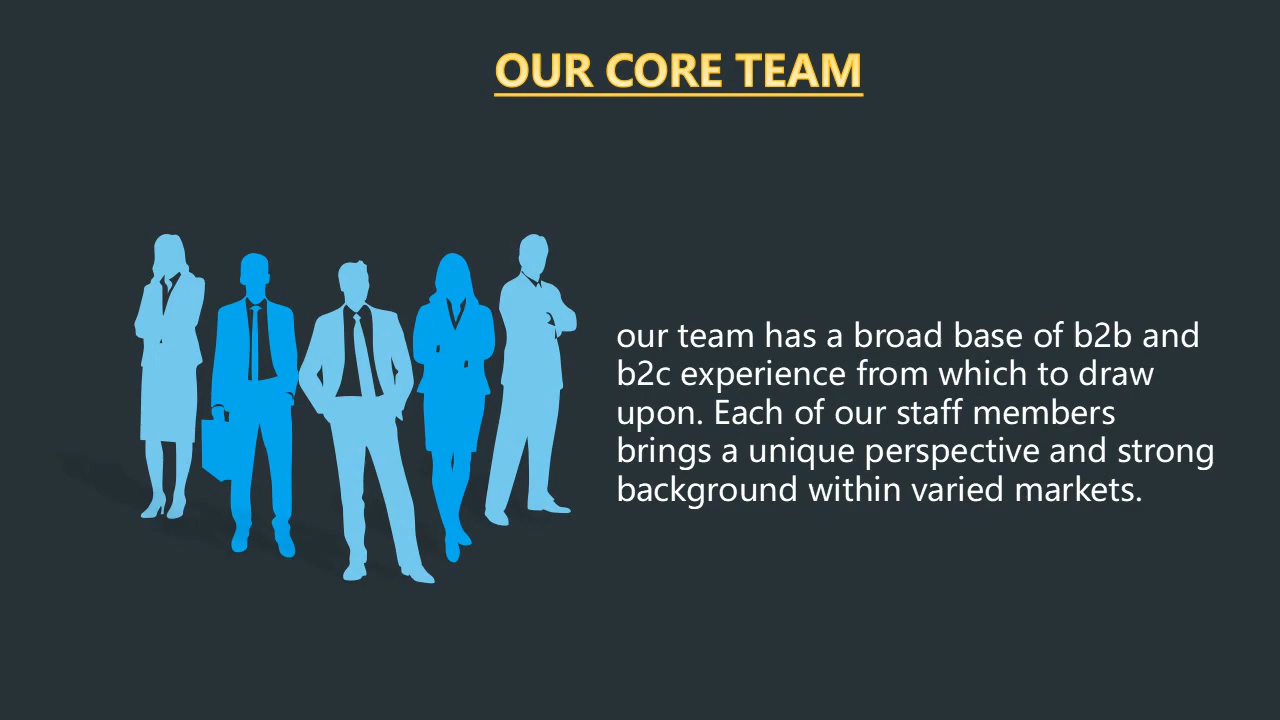 OUR CORE TEAM
our team has a broad base of b2b and
b2c experience from which to draw
upon. Each of our staff members
brings a unique perspective and strong
background within varied markets.